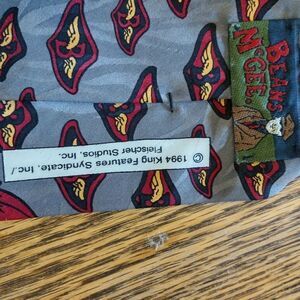 BEANS
McGEE.
© 1994 King Features Syndicate, Inc./
Fleischer Studios, Inc.